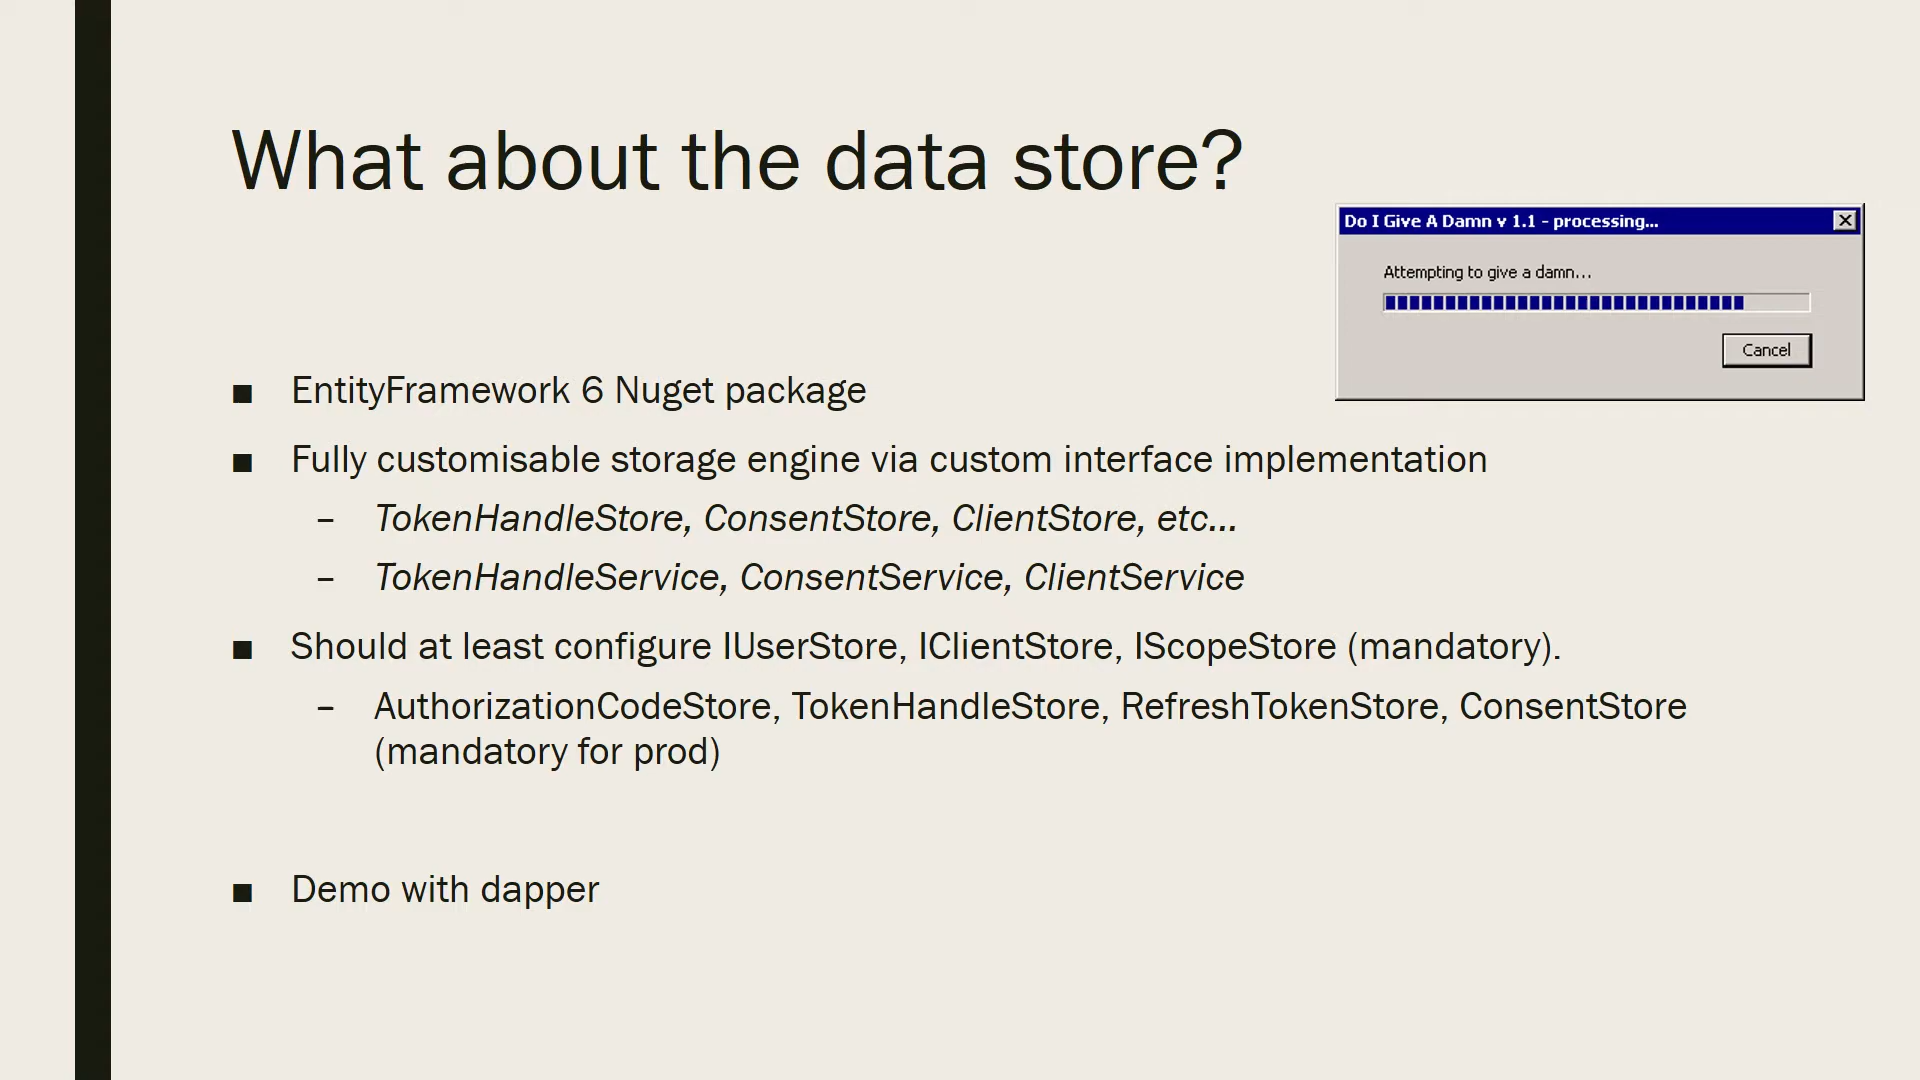 What about the data store?
Do I Give A Damn v 1.1 - processing...
Attempting to give a damn...
Cancel
■ EntityFramework 6 Nuget package
■ Fully customisable storage engine via custom interface implementation
– TokenHandleStore, ConsentStore, ClientStore, etc...
– TokenHandleService, ConsentService, ClientService
■ Should at least configure IUserStore, IClientStore, IScopeStore (mandatory).
– AuthorizationCodeStore, TokenHandleStore, RefreshTokenStore, ConsentStore
(mandatory for prod)
■ Demo with dapper